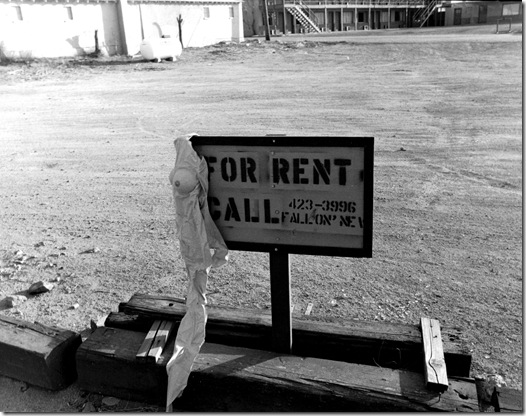 FOR RENT
CALL 423-3996
FALLON' NEV